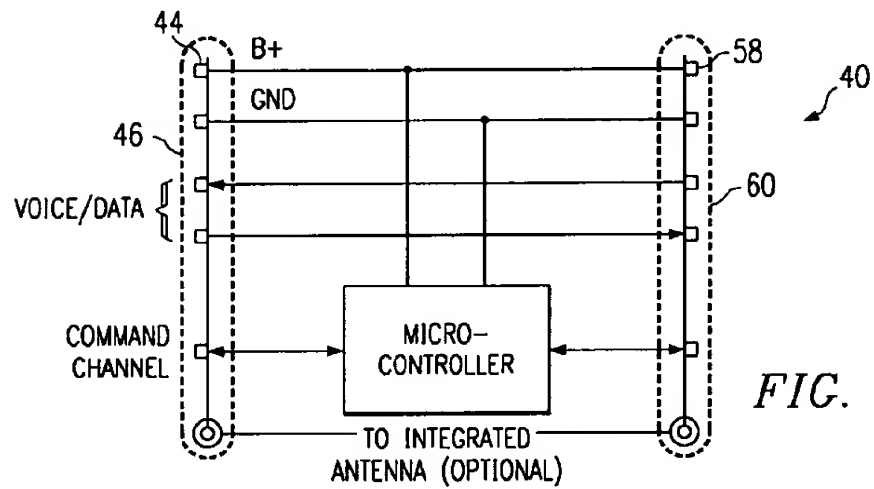 44
B+
58
40
GND
46
60
VOICE/DATA
COMMAND
CHANNEL
MICRO-
CONTROLLER
FIG.
TO INTEGRATED
ANTENNA (OPTIONAL)